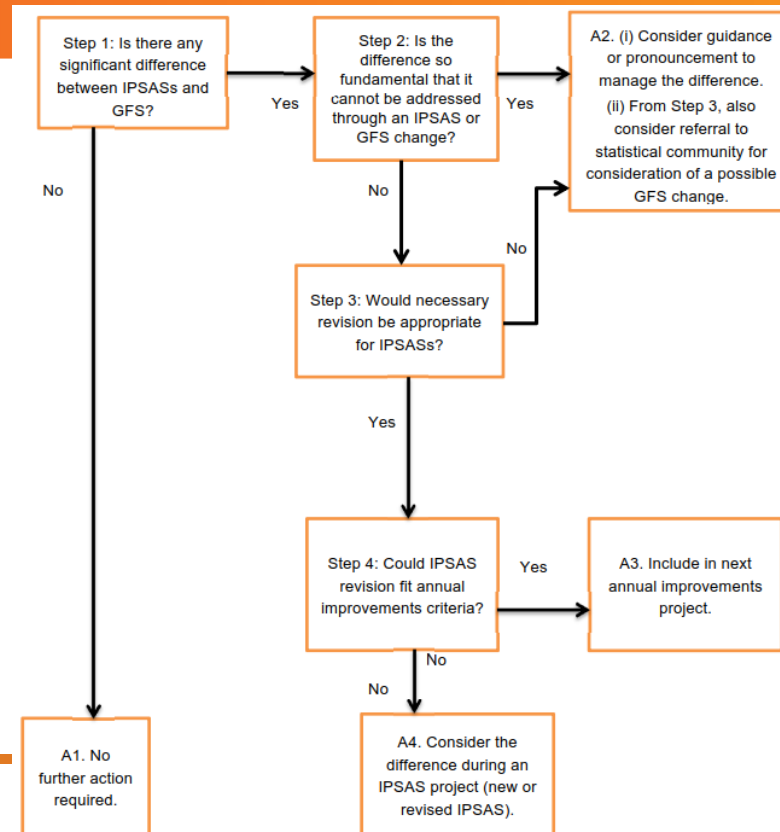 Step 1: Is there any
significant difference
between IPSASs and
GFS?
Yes
Step 2: Is the
difference so
fundamental that it
cannot be addressed
through an IPSAS or
GFS change?
Yes
A2. (i) Consider guidance
or pronouncement to
manage the difference.
(ii) From Step 3, also
consider referral to
statistical community for
consideration of a possible
GFS change.
No
No
No
Step 3: Would necessary
revision be appropriate
for IPSASs?
Yes
Step 4: Could IPSAS
revision fit annual
improvements criteria?
Yes
A3. Include in next
annual improvements
project.
No
No
A1. No
further action
required.
A4. Consider the
difference during an
IPSAS project (new or
revised IPSAS).